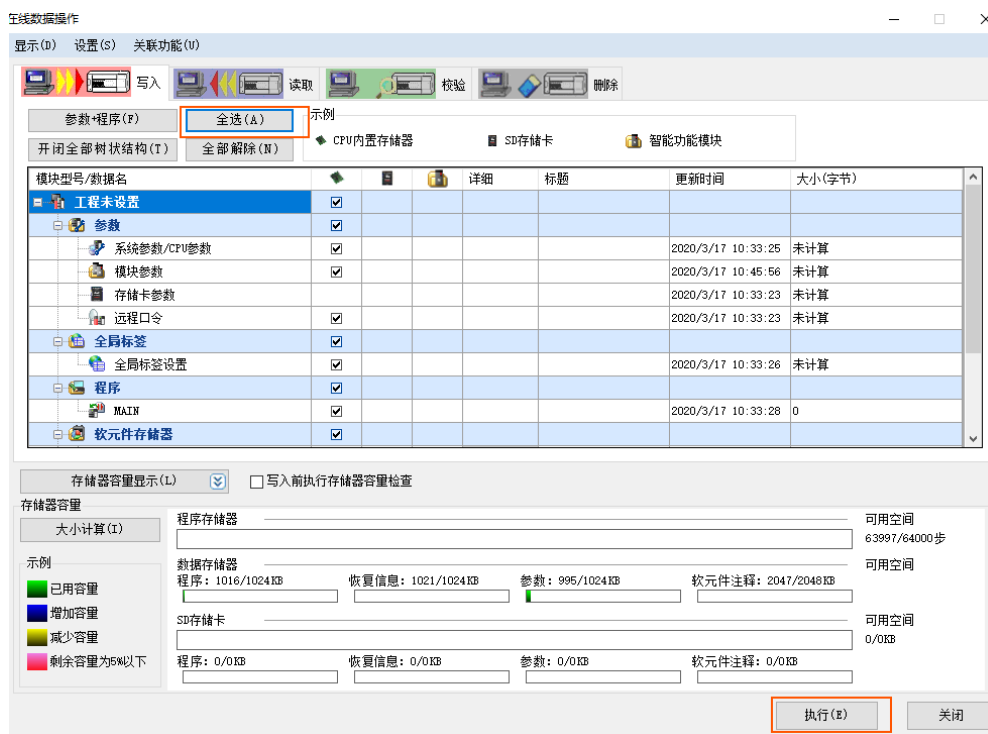 在线数据操作
显示(D) 设置(S) 关联功能(U)
写入 读取 校验 删除
参数+程序(F) 全选(A) 示例
开闭全部树状结构(T) 全部解除(N) CPU内置存储器 SD存储卡 智能功能模块
模块型号/数据名 详细 标题 更新时间 大小(字节)
工程未设置
参数
系统参数/CPU参数 2020/3/17 10:33:25 未计算
模块参数 2020/3/17 10:45:56 未计算
存储卡参数 2020/3/17 10:33:23 未计算
远程口令 2020/3/17 10:33:23 未计算
全局标签
全局标签设置 2020/3/17 10:33:26 未计算
程序
MAIN 2020/3/17 10:33:28 0
软元件存储器
存储器容量显示(L) 写入前执行存储器容量检查
存储器容量
大小计算(I)
程序存储器 可用空间
63997/64000步
示例
已用容量
增加容量
减少容量
剩余容量为5%以下
数据存储器 可用空间
程序: 1016/1024KB 恢复信息: 1021/1024KB 参数: 995/1024KB 软元件注释: 2047/2048KB
SD存储卡 可用空间
0/0KB
程序: 0/0KB 恢复信息: 0/0KB 参数: 0/0KB 软元件注释: 0/0KB
执行(E) 关闭